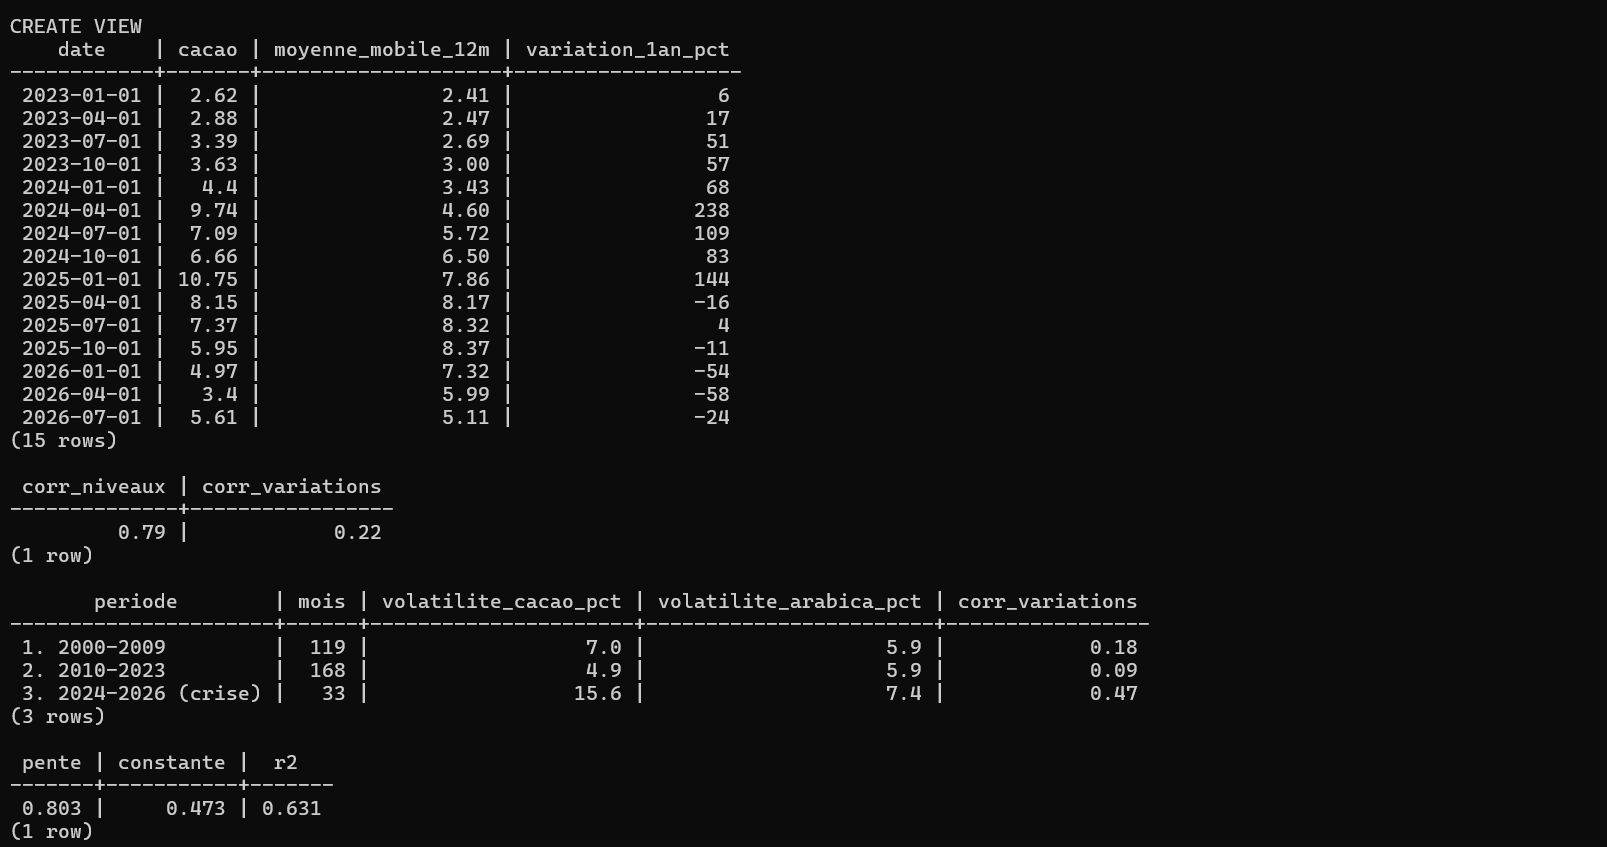 CREATE VIEW
    date    | cacao | moyenne_mobile_12m | variation_1an_pct
------------+-------+--------------------+-------------------
 2023-01-01 |  2.62 |               2.41 |                 6
 2023-04-01 |  2.88 |               2.47 |                17
 2023-07-01 |  3.39 |               2.69 |                51
 2023-10-01 |  3.63 |               3.00 |                57
 2024-01-01 |   4.4 |               3.43 |                68
 2024-04-01 |  9.74 |               4.60 |               238
 2024-07-01 |  7.09 |               5.72 |               109
 2024-10-01 |  6.66 |               6.50 |                83
 2025-01-01 | 10.75 |               7.86 |               144
 2025-04-01 |  8.15 |               8.17 |               -16
 2025-07-01 |  7.37 |               8.32 |                 4
 2025-10-01 |  5.95 |               8.37 |               -11
 2026-01-01 |  4.97 |               7.32 |               -54
 2026-04-01 |   3.4 |               5.99 |               -58
 2026-07-01 |  5.61 |               5.11 |               -24
(15 rows)

 corr_niveaux | corr_variations
--------------+-----------------
         0.79 |            0.22
(1 row)

       periode        | mois | volatilite_cacao_pct | volatilite_arabica_pct | corr_variations
----------------------+------+----------------------+------------------------+-----------------
 1. 2000-2009         |  119 |                  7.0 |                    5.9 |            0.18
 2. 2010-2023         |  168 |                  4.9 |                    5.9 |            0.09
 3. 2024-2026 (crise) |   33 |                 15.6 |                    7.4 |            0.47
(3 rows)

 pente | constante |  r2
-------+-----------+-------
 0.803 |     0.473 | 0.631
(1 row)